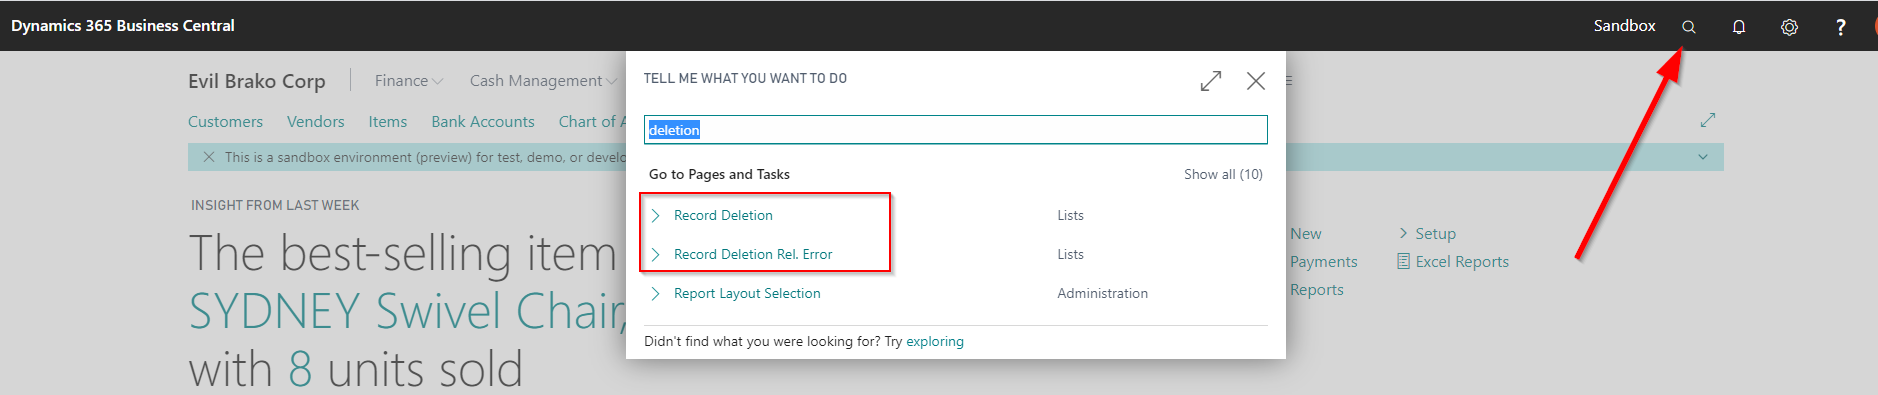 Dynamics 365 Business Central
Sandbox
?
Evil Brako Corp
Finance
Cash Management
Customers
Vendors
Items
Bank Accounts
Chart of A
This is a sandbox environment (preview) for test, demo, or develo
INSIGHT FROM LAST WEEK
The best-selling item
SYDNEY Swivel Chair,
with 8 units sold
TELL ME WHAT YOU WANT TO DO
deletion
Go to Pages and Tasks
Show all (10)
Record Deletion
Lists
Record Deletion Rel. Error
Lists
Report Layout Selection
Administration
Didn't find what you were looking for? Try exploring
New
Payments
Reports
Setup
Excel Reports